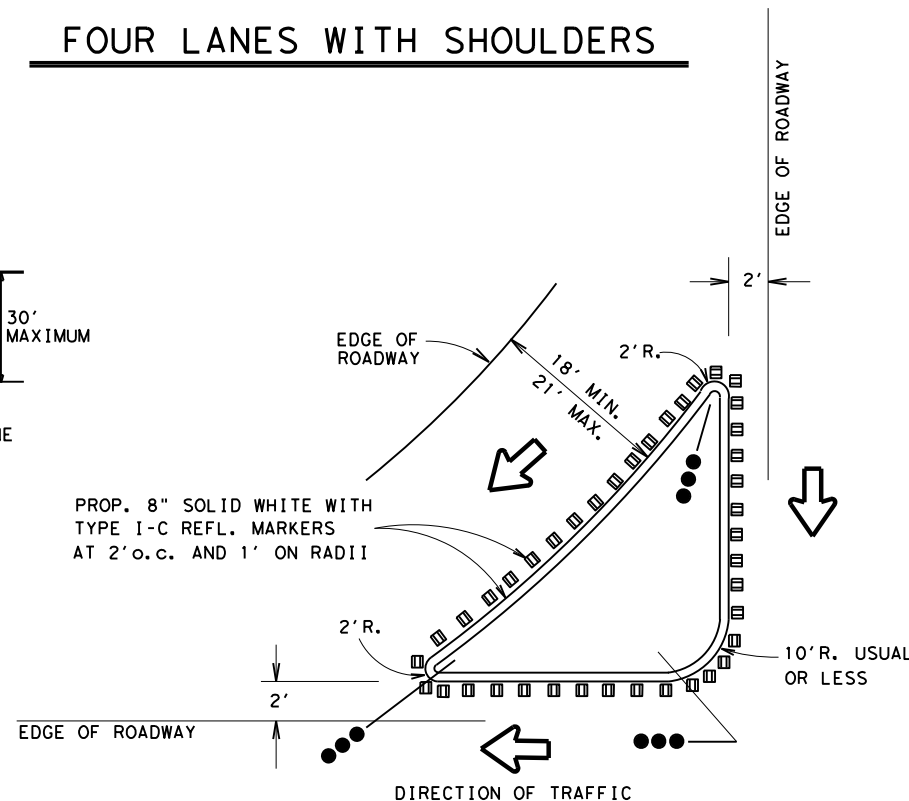 FOUR LANES WITH SHOULDERS
EDGE OF ROADWAY
2'
30'
MAXIMUM
EDGE OF
ROADWAY
18' MIN.
21' MAX.
2'R.
PROP. 8" SOLID WHITE WITH
TYPE I-C REFL. MARKERS
AT 2'o.c. AND 1' ON RADII
2'R.
10'R. USUAL
OR LESS
2'
EDGE OF ROADWAY
DIRECTION OF TRAFFIC